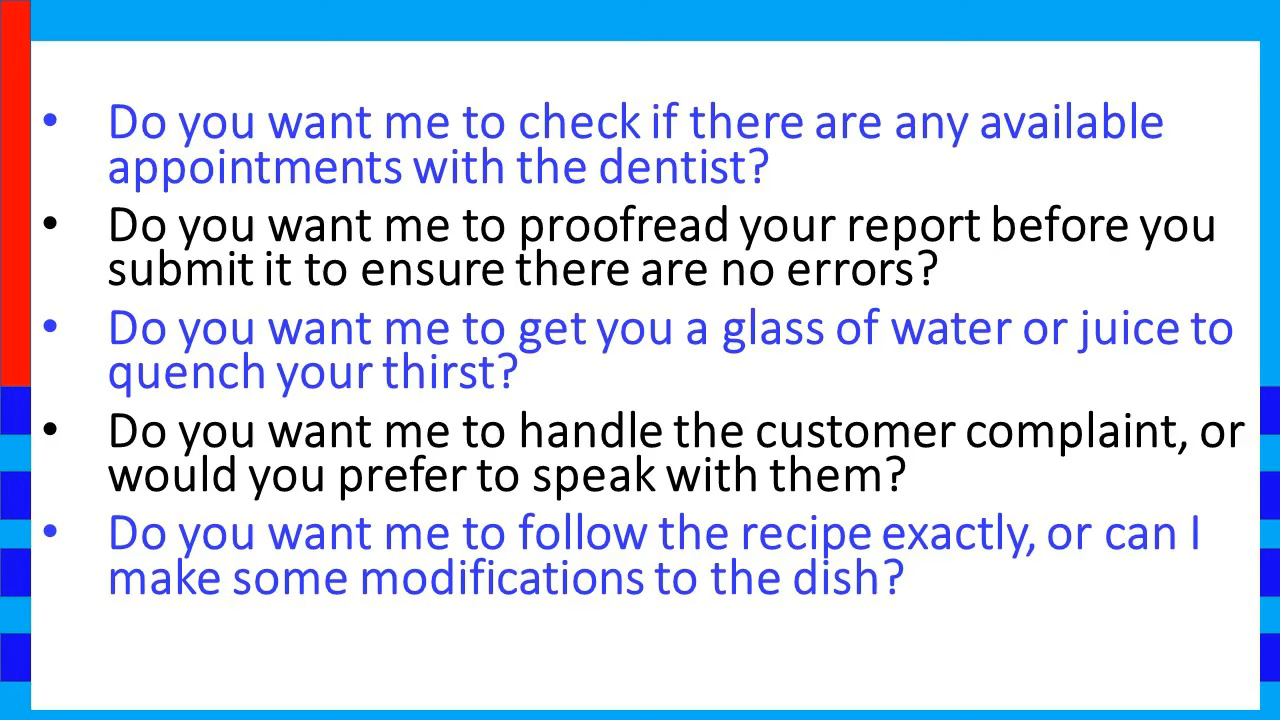 • Do you want me to check if there are any available
appointments with the dentist?
• Do you want me to proofread your report before you
submit it to ensure there are no errors?
• Do you want me to get you a glass of water or juice to
quench your thirst?
• Do you want me to handle the customer complaint, or
would you prefer to speak with them?
• Do you want me to follow the recipe exactly, or can I
make some modifications to the dish?